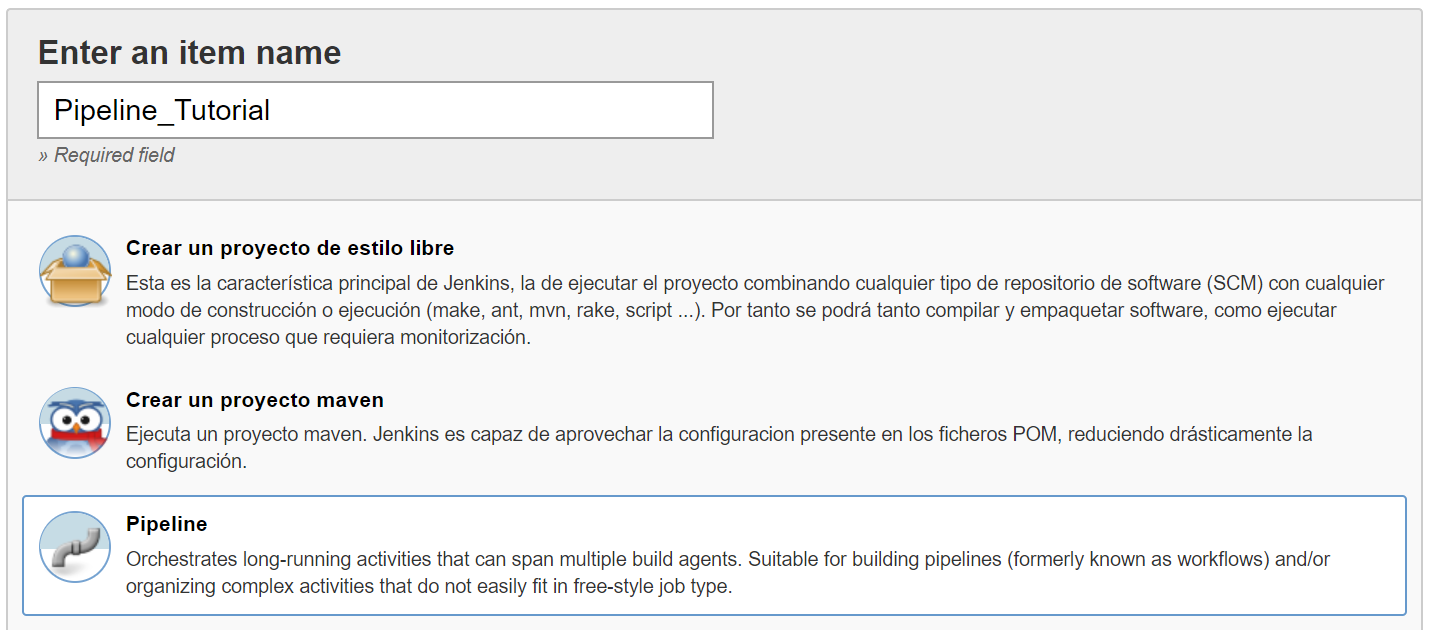 Enter an item name
Pipeline_Tutorial
» Required field
Crear un proyecto de estilo libre
Esta es la característica principal de Jenkins, la de ejecutar el proyecto combinando cualquier tipo de repositorio de software (SCM) con cualquier
modo de construcción o ejecución (make, ant, mvn, rake, script ...). Por tanto se podrá tanto compilar y empaquetar software, como ejecutar
cualquier proceso que requiera monitorización.
Crear un proyecto maven
Ejecuta un proyecto maven. Jenkins es capaz de aprovechar la configuracion presente en los ficheros POM, reduciendo drásticamente la
configuración.
Pipeline
Orchestrates long-running activities that can span multiple build agents. Suitable for building pipelines (formerly known as workflows) and/or
organizing complex activities that do not easily fit in free-style job type.